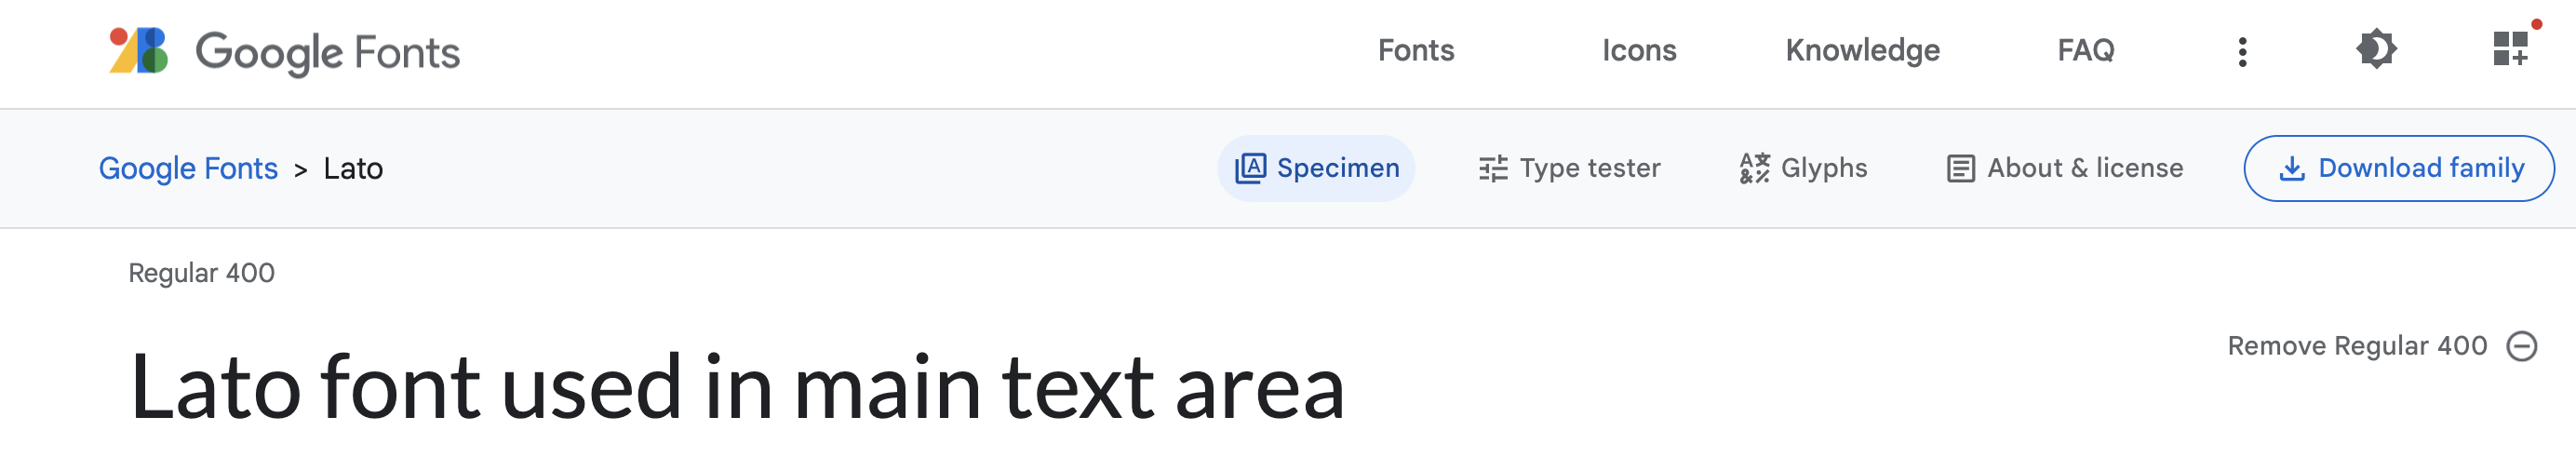 Google Fonts
Fonts Icons Knowledge FAQ
Google Fonts > Lato
Specimen Type tester Glyphs About & license Download family
Regular 400
Remove Regular 400
Lato font used in main text area